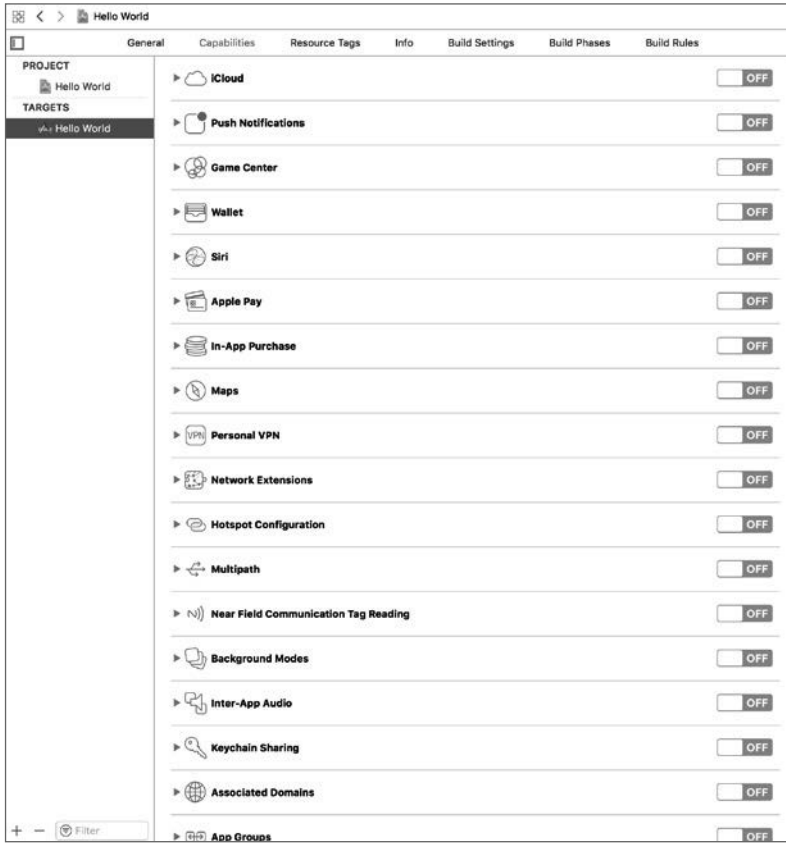 Hello World
General Capabilities Resource Tags Info Build Settings Build Phases Build Rules
PROJECT
Hello World
TARGETS
Hello World
iCloud OFF
Push Notifications OFF
Game Center OFF
Wallet OFF
Siri OFF
Apple Pay OFF
In-App Purchase OFF
Maps OFF
VPN Personal VPN OFF
Network Extensions OFF
Hotspot Configuration OFF
Multipath OFF
Near Field Communication Tag Reading OFF
Background Modes OFF
Inter-App Audio OFF
Keychain Sharing OFF
Associated Domains OFF
App Groups OFF
Filter